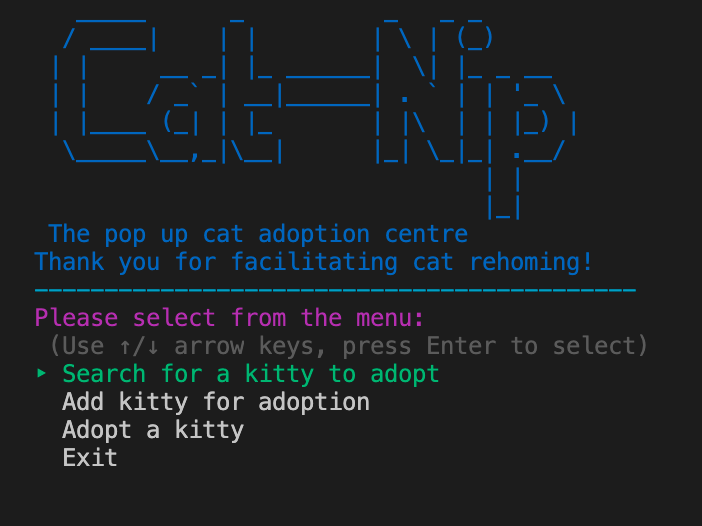 Cat-Nip
The pop up cat adoption centre
Thank you for facilitating cat rehoming!
-------------------------------------------
Please select from the menu:
(Use ↑/↓ arrow keys, press Enter to select)
‣ Search for a kitty to adopt
Add kitty for adoption
Adopt a kitty
Exit